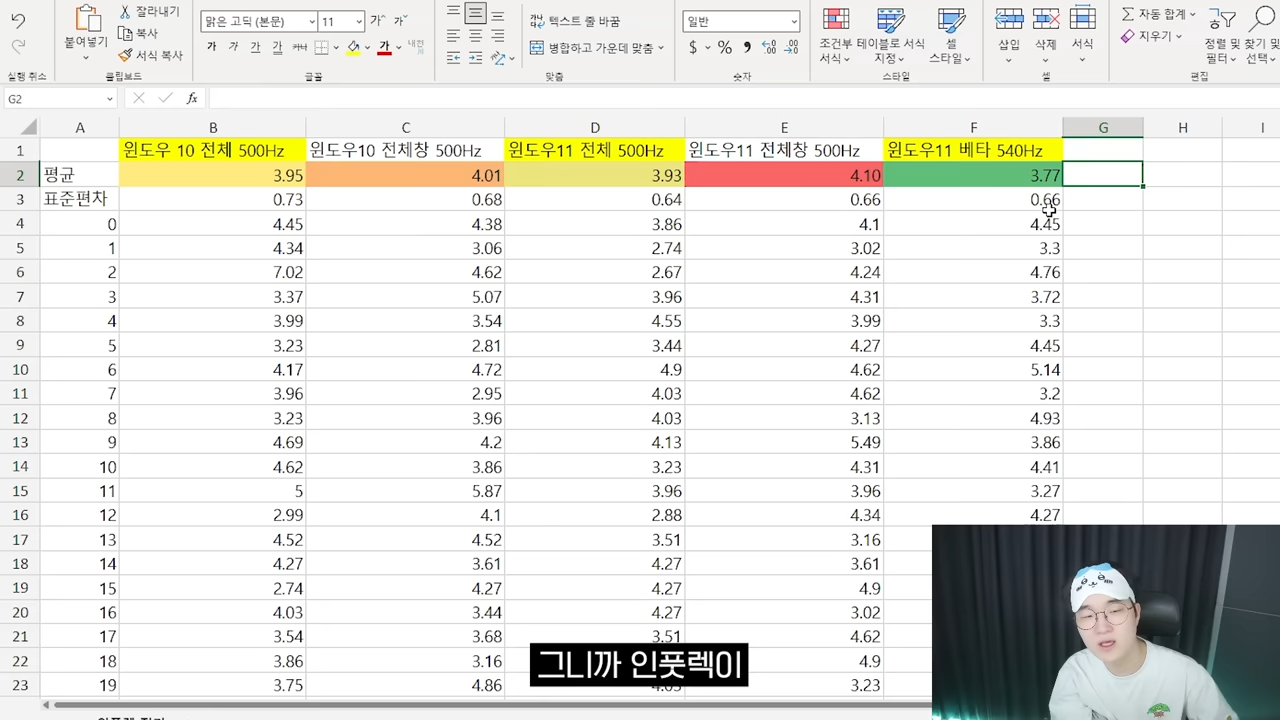 붙여넣기
잘라내기
복사
서식 복사
실행 취소
클립보드
맑은 고딕 (본문)
11
가
가
가
가
가
가
가
가
내천
글꼴
텍스트 줄 바꿈
병합하고 가운데 맞춤
맞춤
일반
$ % ,
숫자
조건부 서식
테이블로 서식 지정
셀 스타일
스타일
삽입
삭제
서식
셀
자동 합계
지우기
정렬 필터
찾기 및 선택
편집
G2
fx
A B C D E F G H I
1 윈도우 10 전체 500Hz 윈도우10 전체창 500Hz 윈도우11 전체 500Hz 윈도우11 전체창 500Hz 윈도우11 베타 540Hz
2 평균 3.95 4.01 3.93 4.10 3.77
3 표준편차 0.73 0.68 0.64 0.66 0.66
4 0 4.45 4.38 3.86 4.1 4.45
5 1 4.34 3.06 2.74 3.02 3.3
6 2 7.02 4.62 2.67 4.24 4.76
7 3 3.37 5.07 3.96 4.31 3.72
8 4 3.99 3.54 4.55 3.99 3.3
9 5 3.23 2.81 3.44 4.27 4.45
10 6 4.17 4.72 4.9 4.62 5.14
11 7 3.96 2.95 4.03 4.62 3.2
12 8 3.23 3.96 4.03 3.13 4.93
13 9 4.69 4.2 4.13 5.49 3.86
14 10 4.62 3.86 3.23 4.31 4.41
15 11 5 5.87 3.96 3.96 3.27
16 12 2.99 4.1 2.88 4.34 4.27
17 13 4.52 4.52 3.51 3.16
18 14 4.27 3.61 4.27 3.61
19 15 2.74 4.27 4.27 4.9
20 16 4.03 3.44 4.27 3.02
21 17 3.54 3.68 3.51 4.62
22 18 3.86 3.16 4.9
23 19 3.75 4.86 3.23
그니까 인풋렉이